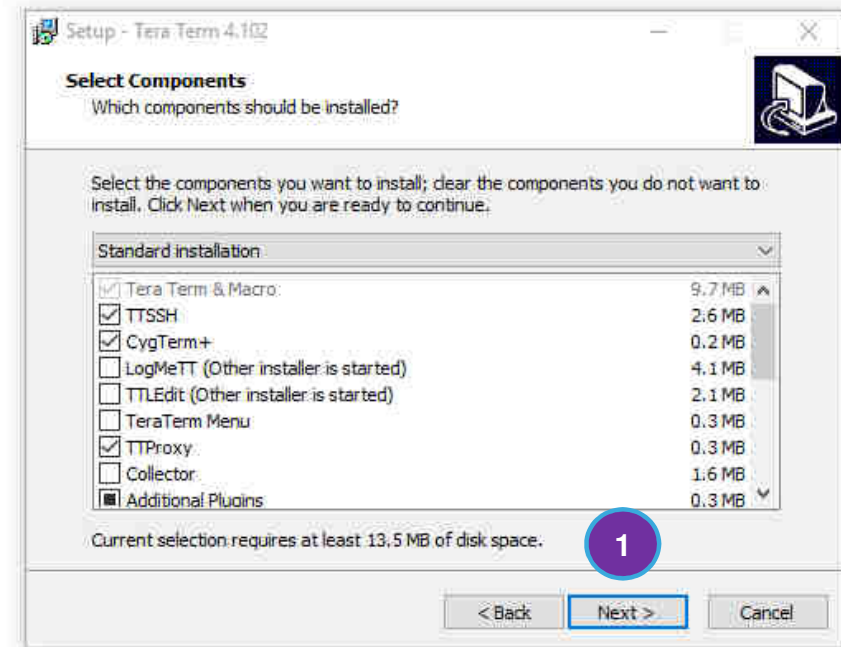 Setup - Tera Term 4.102
Select Components
Which components should be installed?
Select the components you want to install; clear the components you do not want to
install. Click Next when you are ready to continue.
Standard installation
Tera Term & Macro 9.7 MB
TTSSH 2.6 MB
CygTerm+ 0.2 MB
LogMeTT (Other installer is started) 4.1 MB
TTLEdit (Other installer is started) 2.1 MB
TeraTerm Menu 0.3 MB
TTProxy 0.3 MB
Collector 1.6 MB
Additional Plugins 0.3 MB
Current selection requires at least 13.5 MB of disk space.
1
< Back Next > Cancel